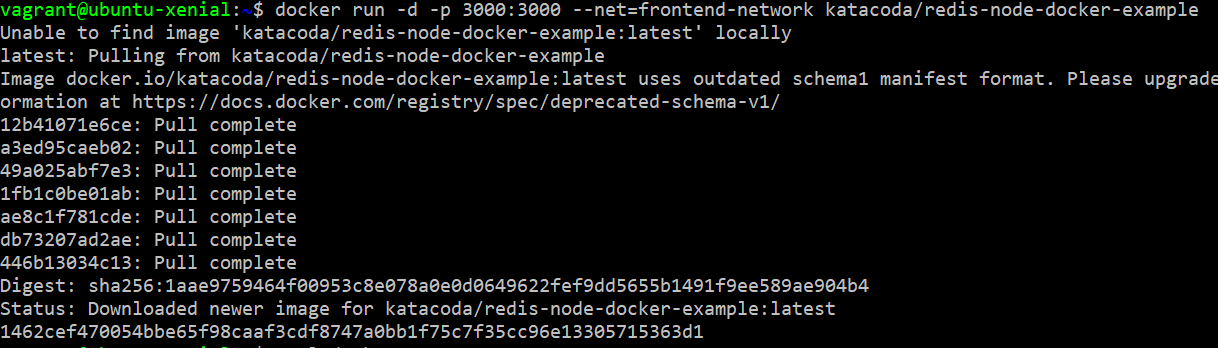 vagrant@ubuntu-xenial:~$ docker run -d -p 3000:3000 --net=frontend-network katacoda/redis-node-docker-example
Unable to find image 'katacoda/redis-node-docker-example:latest' locally
latest: Pulling from katacoda/redis-node-docker-example
Image docker.io/katacoda/redis-node-docker-example:latest uses outdated schema1 manifest format. Please upgrade
ormation at https://docs.docker.com/registry/spec/deprecated-schema-v1/
12b41071e6ce: Pull complete
a3ed95caeb02: Pull complete
49a025abf7e3: Pull complete
1fb1c0be01ab: Pull complete
ae8c1f781cde: Pull complete
db73207ad2ae: Pull complete
446b13034c13: Pull complete
Digest: sha256:1aae9759464f00953c8e078a0e0d0649622fef9dd5655b1491f9ee589ae904b4
Status: Downloaded newer image for katacoda/redis-node-docker-example:latest
1462cef470054bbe65f98caaf3cdf8747a0bb1f75c7f35cc96e13305715363d1